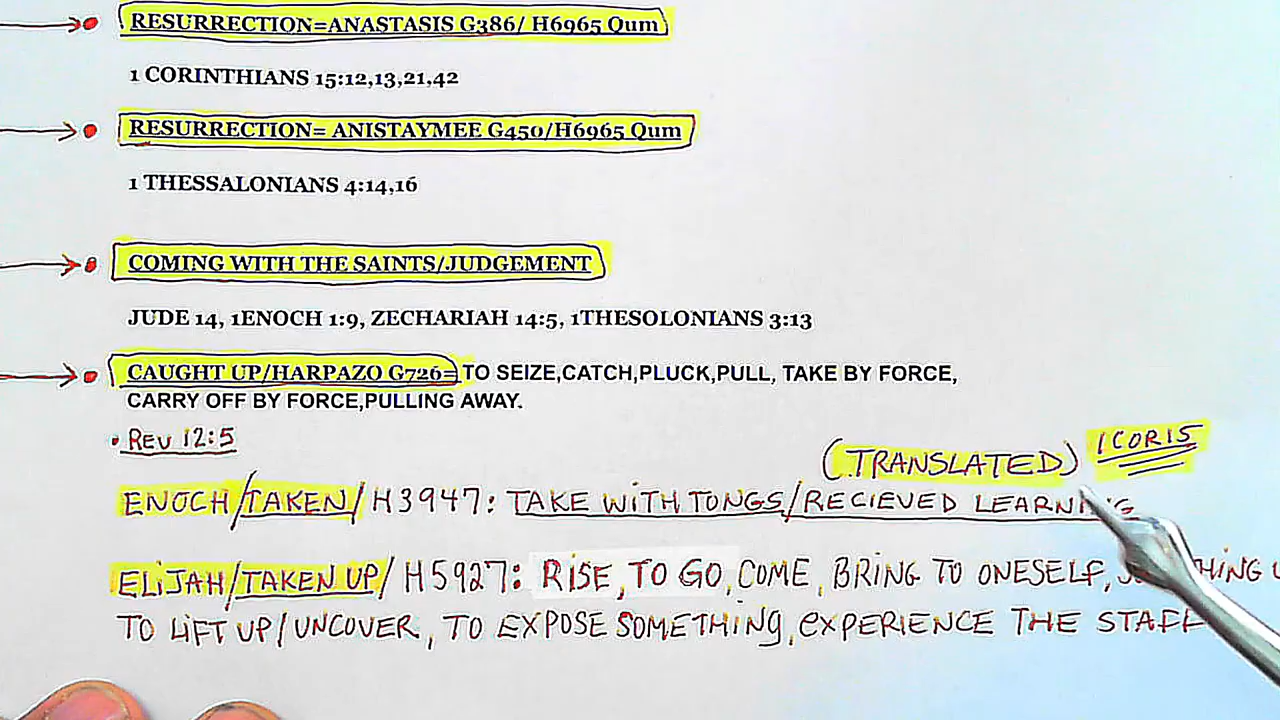 RESURRECTION=ANASTASIS G386/ H6965 Qum
1 CORINTHIANS 15:12,13,21,42
RESURRECTION= ANISTAYMEE G450/H6965 Qum
1 THESSALONIANS 4:14,16
COMING WITH THE SAINTS/JUDGEMENT
JUDE 14, 1ENOCH 1:9, ZECHARIAH 14:5, 1THESOLONIANS 3:13
CAUGHT UP/HARPAZO G726= TO SEIZE,CATCH,PLUCK,PULL, TAKE BY FORCE,
CARRY OFF BY FORCE,PULLING AWAY.
• REV 12:5
(TRANSLATED) 1COR15
ENOCH/TAKEN/H3947: TAKE WITH TONGS/RECIEVED LEARNING
ELIJAH/TAKEN UP/H5927: RISE, TO GO, COME, BRING TO ONESELF,
TO LIFT UP/UNCOVER, TO EXPOSE SOMETHING, EXPERIENCE THE STAFF